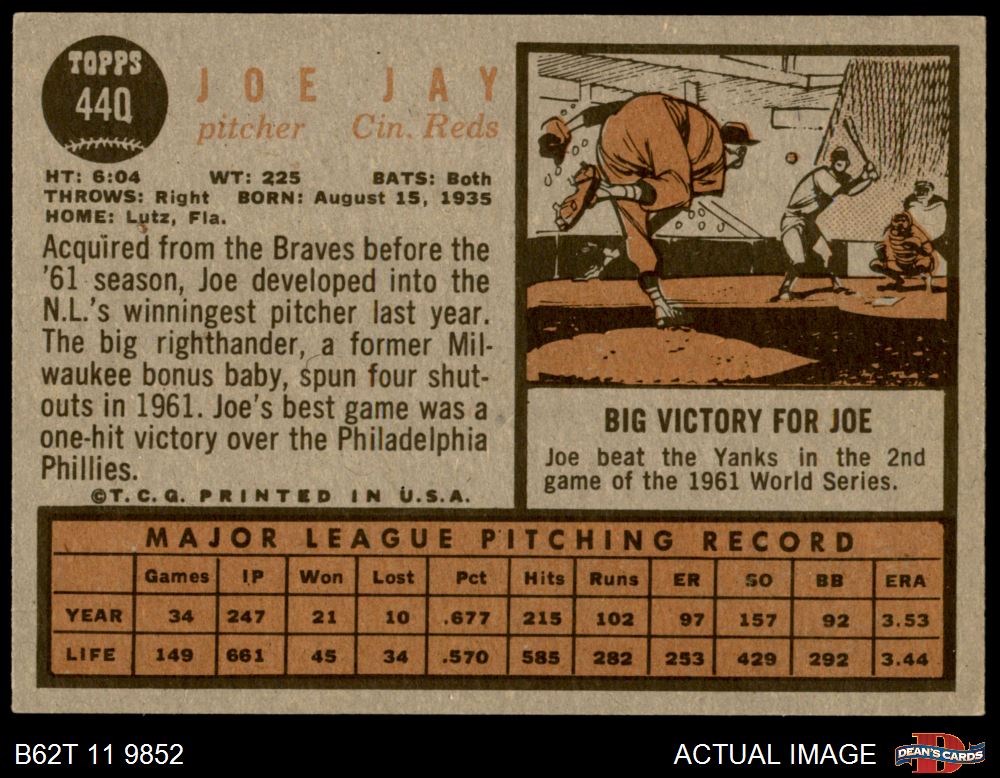 TOPPS
440
JOE JAY
pitcher Cin. Reds
HT: 6:04 WT: 225 BATS: Both
THROWS: Right BORN: August 15, 1935
HOME: Lutz, Fla.
Acquired from the Braves before the
'61 season, Joe developed into the
N.L.'s winningest pitcher last year.
The big righthander, a former Mil-
waukee bonus baby, spun four shut-
outs in 1961. Joe's best game was a
one-hit victory over the Philadelphia
Phillies.
©T.C.G. PRINTED IN U.S.A.
BIG VICTORY FOR JOE
Joe beat the Yanks in the 2nd
game of the 1961 World Series.
MAJOR LEAGUE PITCHING RECORD
Games IP Won Lost Pct Hits Runs ER SO BB ERA
YEAR 34 247 21 10 .677 215 102 97 157 92 3.53
LIFE 149 661 45 34 .570 585 282 253 429 292 3.44
B62T 11 9852 ACTUAL IMAGE
DEAN'S CARDS